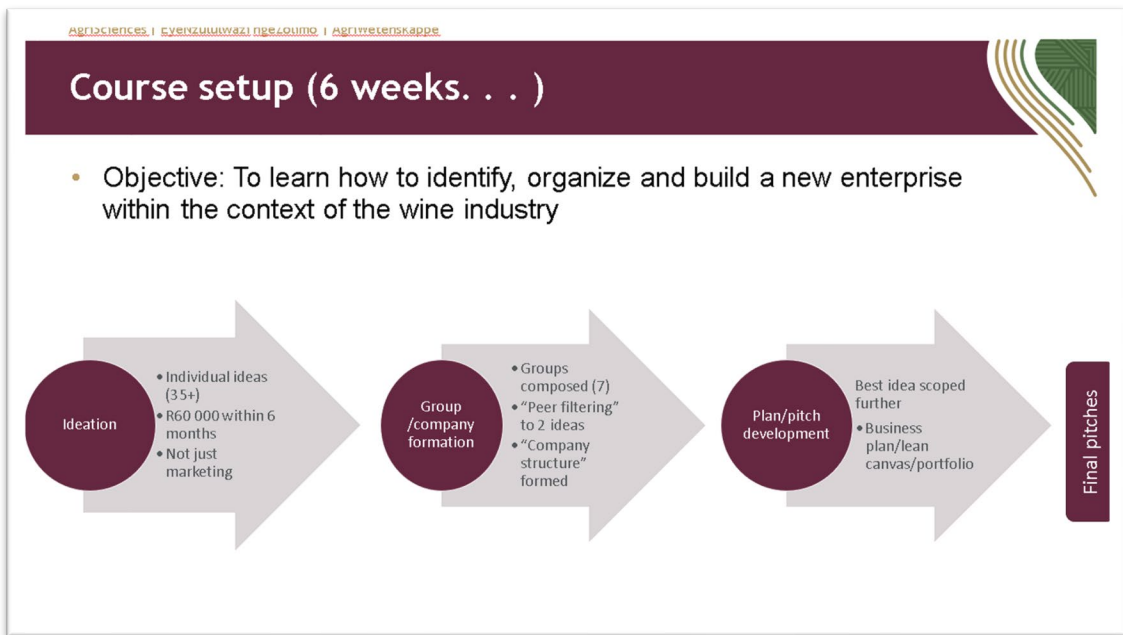 AgriSciences | EyeNzululwazi ngezoLimo | AgriWetenskappe
Course setup (6 weeks. . . )
• Objective: To learn how to identify, organize and build a new enterprise
within the context of the wine industry
Ideation
• Individual ideas
(35+)
• R60 000 within 6
months
• Not just
marketing
Group
/company
formation
• Groups
composed (7)
• “Peer filtering”
to 2 ideas
• “Company
structure”
formed
Plan/pitch
development
Best idea scoped
further
• Business
plan/lean
canvas/portfolio
Final pitches